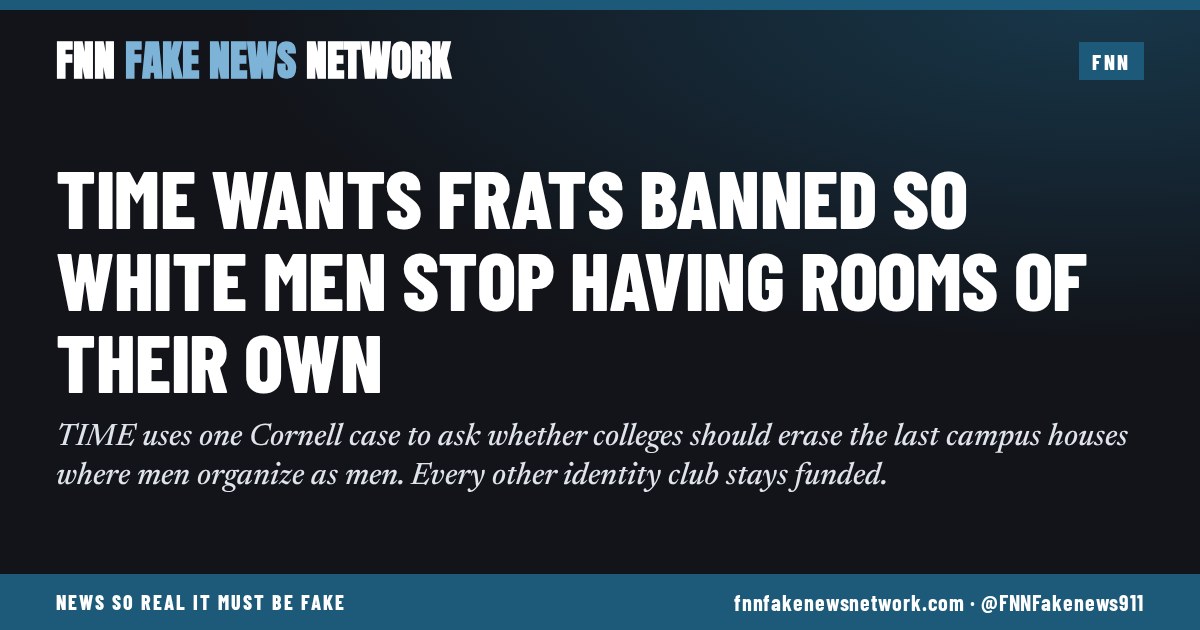 FNN FAKE NEWS NETWORK
FNN
TIME WANTS FRATS BANNED SO
WHITE MEN STOP HAVING ROOMS OF
THEIR OWN
TIME uses one Cornell case to ask whether colleges should erase the last campus houses
where men organize as men. Every other identity club stays funded.
NEWS SO REAL IT MUST BE FAKE
fnnfakenewsnetwork.com · @FNNFakenews911